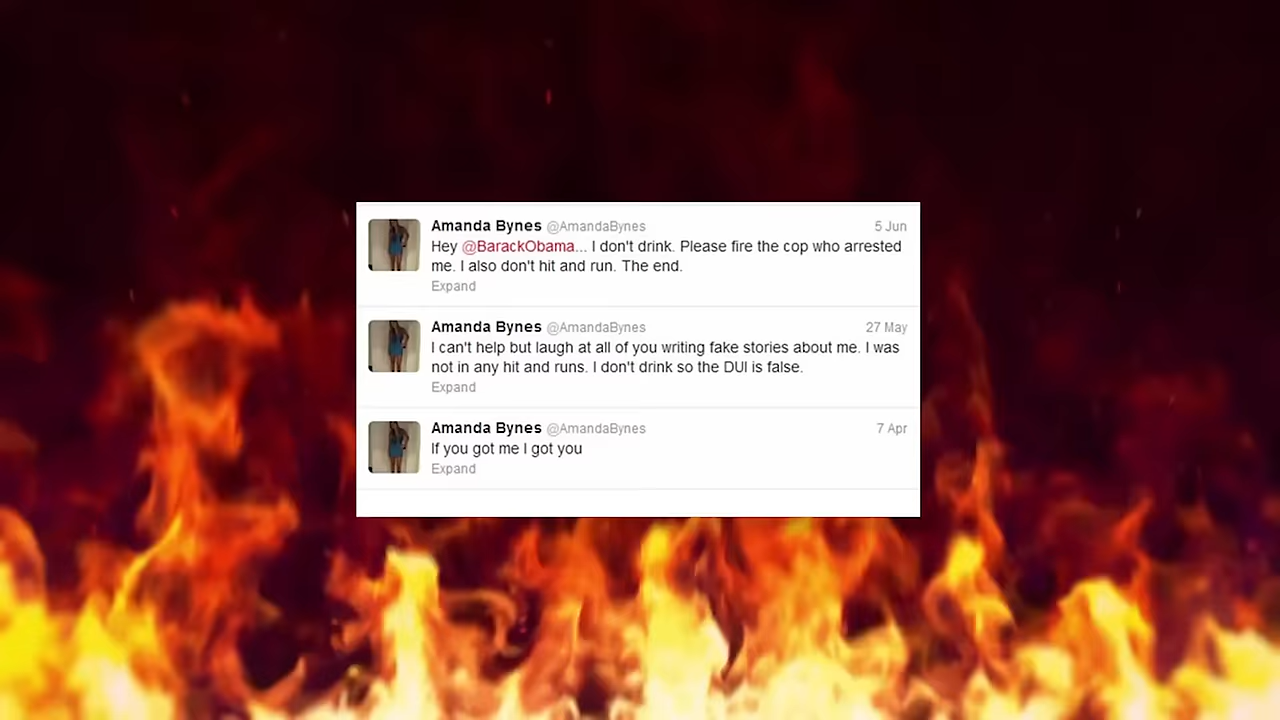 Amanda Bynes @AmandaBynes 5 Jun
Hey @BarackObama... I don't drink. Please fire the cop who arrested
me. I also don't hit and run. The end.
Expand
Amanda Bynes @AmandaBynes 27 May
I can't help but laugh at all of you writing fake stories about me. I was
not in any hit and runs. I don't drink so the DUI is false.
Expand
Amanda Bynes @AmandaBynes 7 Apr
If you got me I got you
Expand